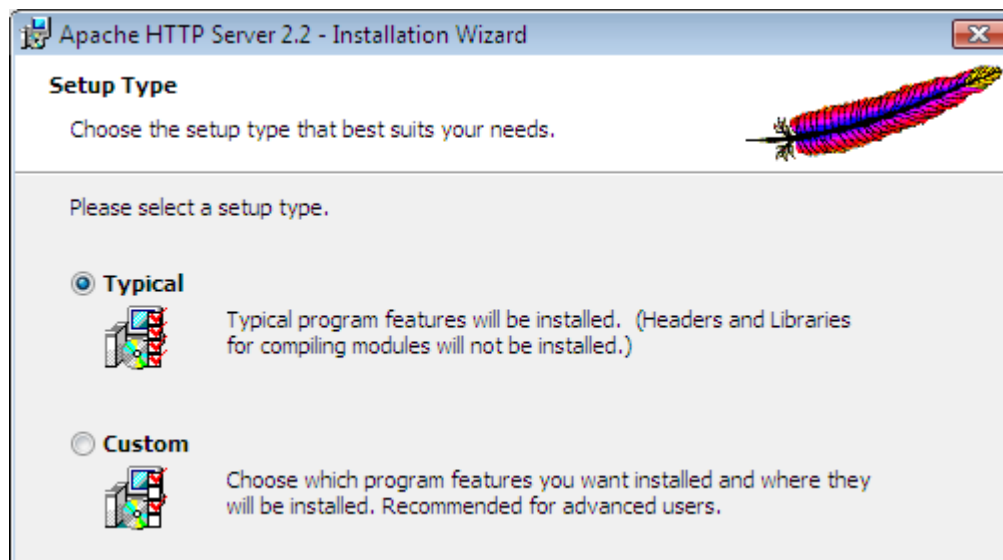 Apache HTTP Server 2.2 - Installation Wizard
Setup Type
Choose the setup type that best suits your needs.
Please select a setup type.
Typical
Typical program features will be installed.  (Headers and Libraries
for compiling modules will not be installed.)
Custom
Choose which program features you want installed and where they
will be installed. Recommended for advanced users.